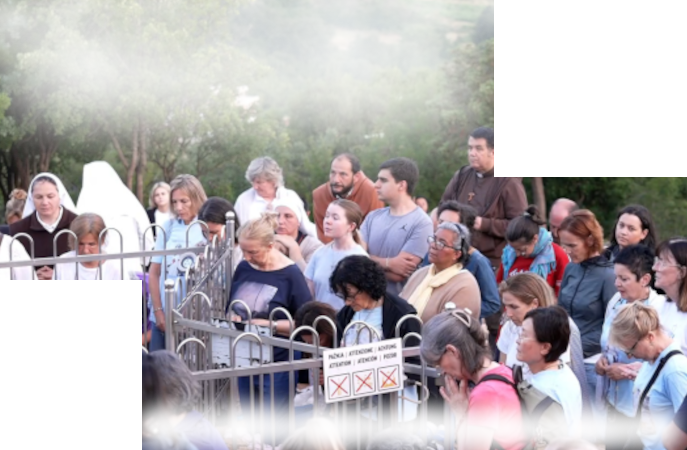 PAŽNJA | ATTENZIONE | ACHTUNG
ATTENTION | ATENCIÓN | POZOR